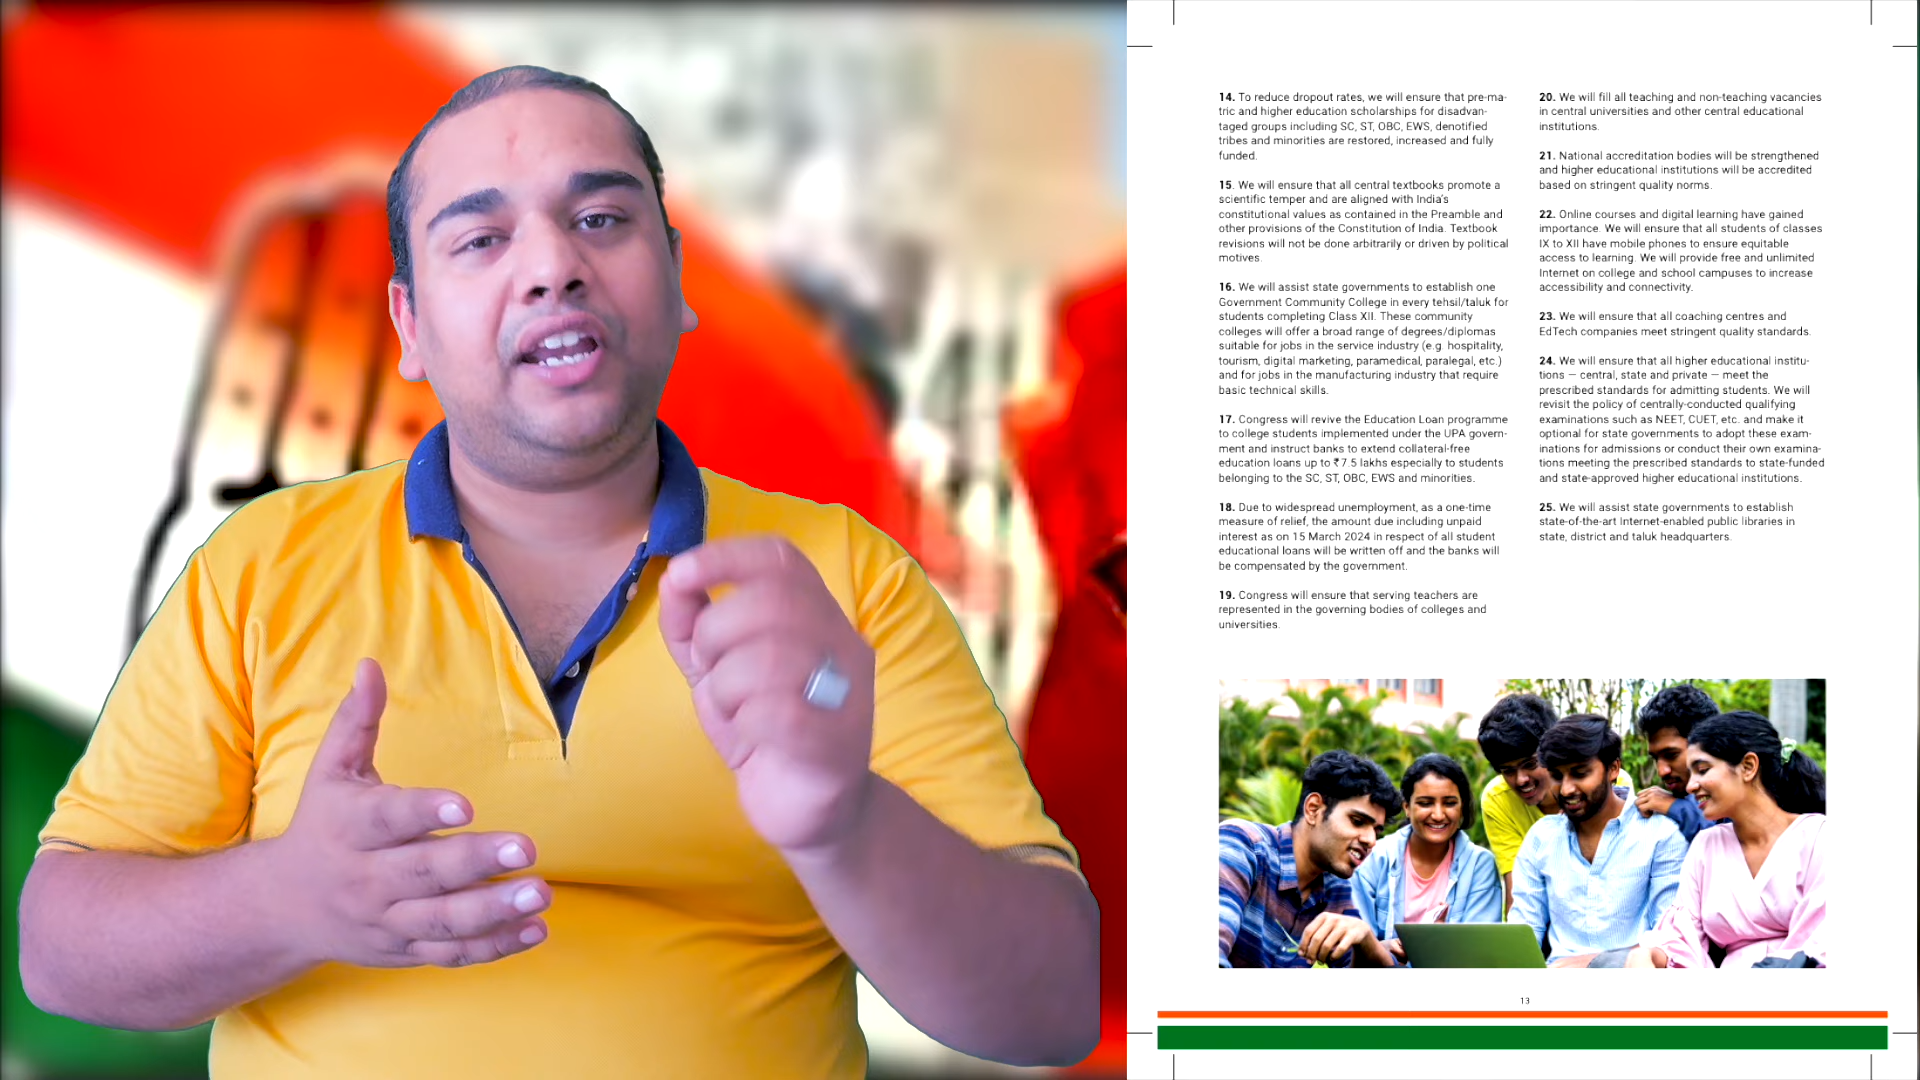 14. To reduce dropout rates, we will ensure that pre-ma-
tric and higher education scholarships for disadvan-
taged groups including SC, ST, OBC, EWS, denotified
tribes and minorities are restored, increased and fully
funded.
15. We will ensure that all central textbooks promote a
scientific temper and are aligned with India's
constitutional values as contained in the Preamble and
other provisions of the Constitution of India. Textbook
revisions will not be done arbitrarily or driven by political
motives.
16. We will assist state governments to establish one
Government Community College in every tehsil/taluk for
students completing Class XII. These community
colleges will offer a broad range of degrees/diplomas
suitable for jobs in the service industry (e.g. hospitality,
tourism, digital marketing, paramedical, paralegal, etc.)
and for jobs in the manufacturing industry that require
basic technical skills.
17. Congress will revive the Education Loan programme
to college students implemented under the UPA govern-
ment and instruct banks to extend collateral-free
education loans up to ₹ 7.5 lakhs especially to students
belonging to the SC, ST, OBC, EWS and minorities.
18. Due to widespread unemployment, as a one-time
measure of relief, the amount due including unpaid
interest as on 15 March 2024 in respect of all student
educational loans will be written off and the banks will
be compensated by the government.
19. Congress will ensure that serving teachers are
represented in the governing bodies of colleges and
universities.
20. We will fill all teaching and non-teaching vacancies
in central universities and other central educational
institutions.
21. National accreditation bodies will be strengthened
and higher educational institutions will be accredited
based on stringent quality norms.
22. Online courses and digital learning have gained
importance. We will ensure that all students of classes
IX to XII have mobile phones to ensure equitable
access to learning. We will provide free and unlimited
Internet on college and school campuses to increase
accessibility and connectivity.
23. We will ensure that all coaching centres and
EdTech companies meet stringent quality standards.
24. We will ensure that all higher educational institu-
tions — central, state and private — meet the
prescribed standards for admitting students. We will
revisit the policy of centrally-conducted qualifying
examinations such as NEET, CUET, etc. and make it
optional for state governments to adopt these exam-
inations for admissions or conduct their own examina-
tions meeting the prescribed standards to state-funded
and state-approved higher educational institutions.
25. We will assist state governments to establish
state-of-the-art Internet-enabled public libraries in
state, district and taluk headquarters.
13